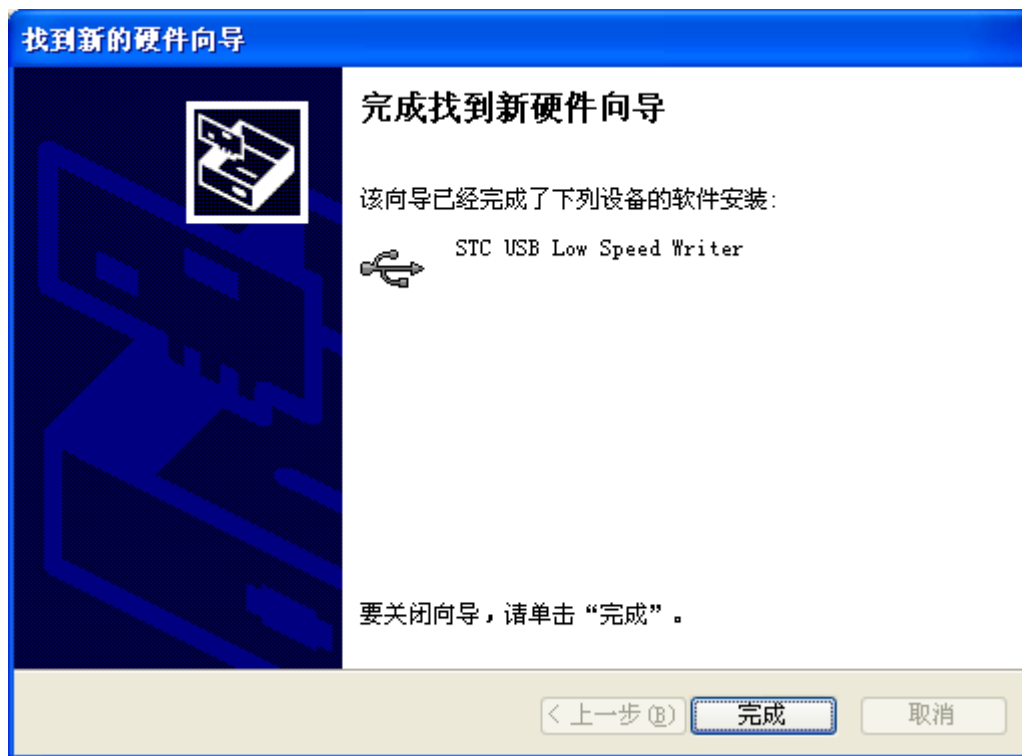 找到新的硬件向导
完成找到新硬件向导
该向导已经完成了下列设备的软件安装:
STC USB Low Speed Writer
要关闭向导，请单击“完成”。
< 上一步(B)
完成
取消